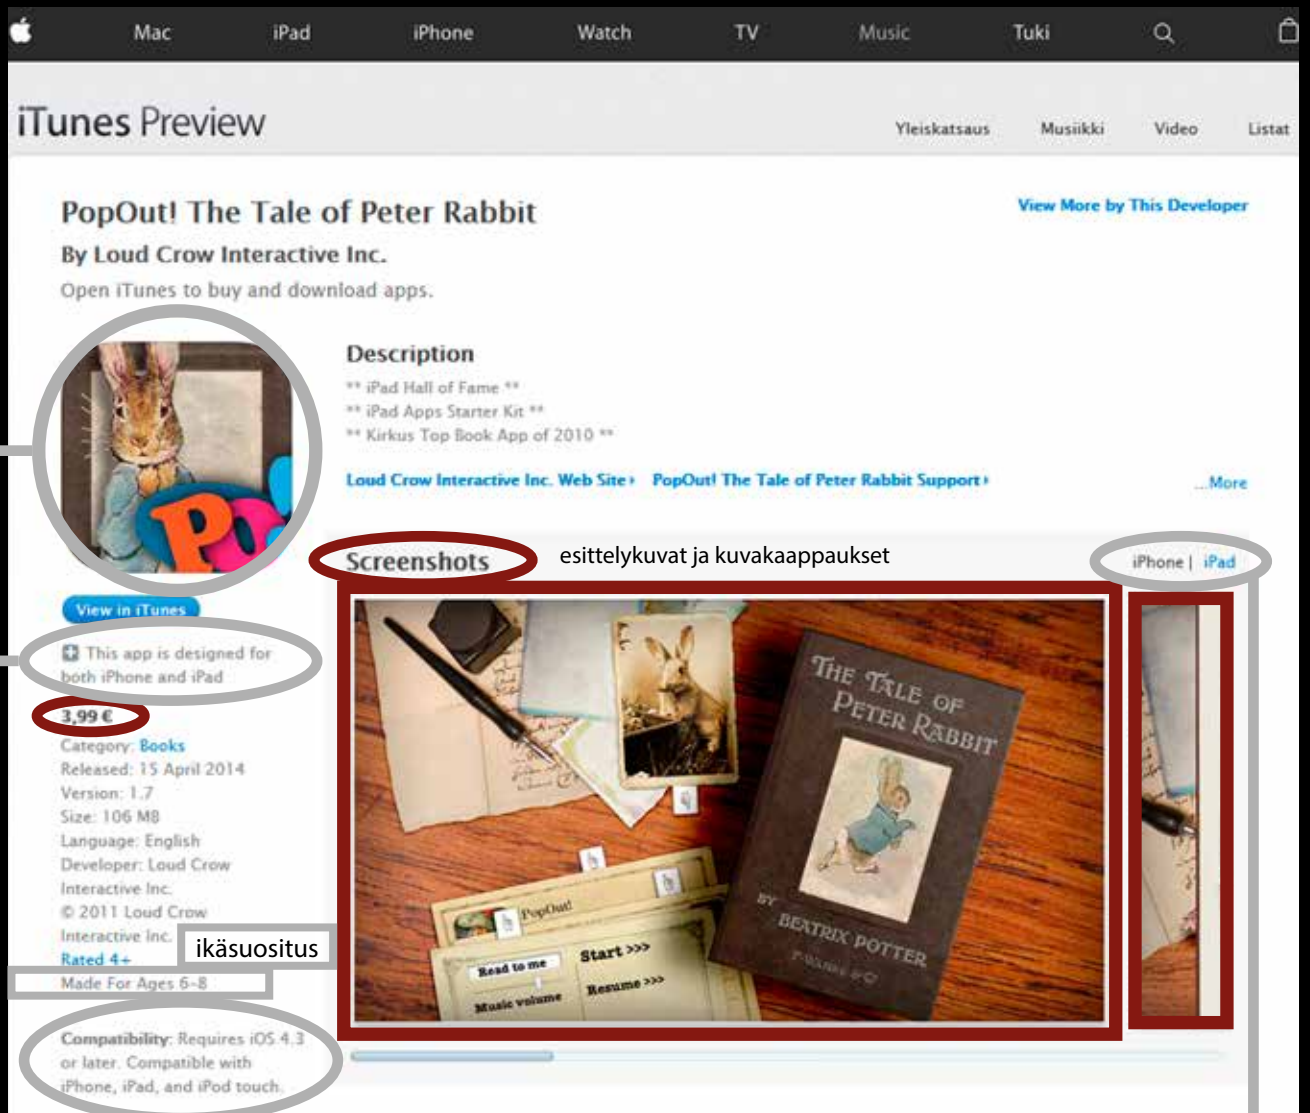 Mac iPad iPhone Watch TV Music Tuki
iTunes Preview
Yleiskatsaus Musiikki Video Listat
PopOut! The Tale of Peter Rabbit
View More by This Developer
By Loud Crow Interactive Inc.
Open iTunes to buy and download apps.
Description
** iPad Hall of Fame **
** iPad Apps Starter Kit **
** Kirkus Top Book App of 2010 **
Loud Crow Interactive Inc. Web Site PopOut! The Tale of Peter Rabbit Support
...More
Screenshots
esittelykuvat ja kuvakaappaukset
iPhone | iPad
View in iTunes
This app is designed for
both iPhone and iPad
3,99 €
Category: Books
Released: 15 April 2014
Version: 1.7
Size: 106 MB
Language: English
Developer: Loud Crow
Interactive Inc.
© 2011 Loud Crow
Interactive Inc.
ikäsuositus
Rated 4+
Made For Ages 6-8
Compatibility: Requires iOS 4.3
or later. Compatible with
iPhone, iPad, and iPod touch.
THE TALE OF
PETER RABBIT
BY
BEATRIX POTTER
F. WARNE & Co
PopOut!
Read to me
Music volume
Start >>>
Resume >>>
PO